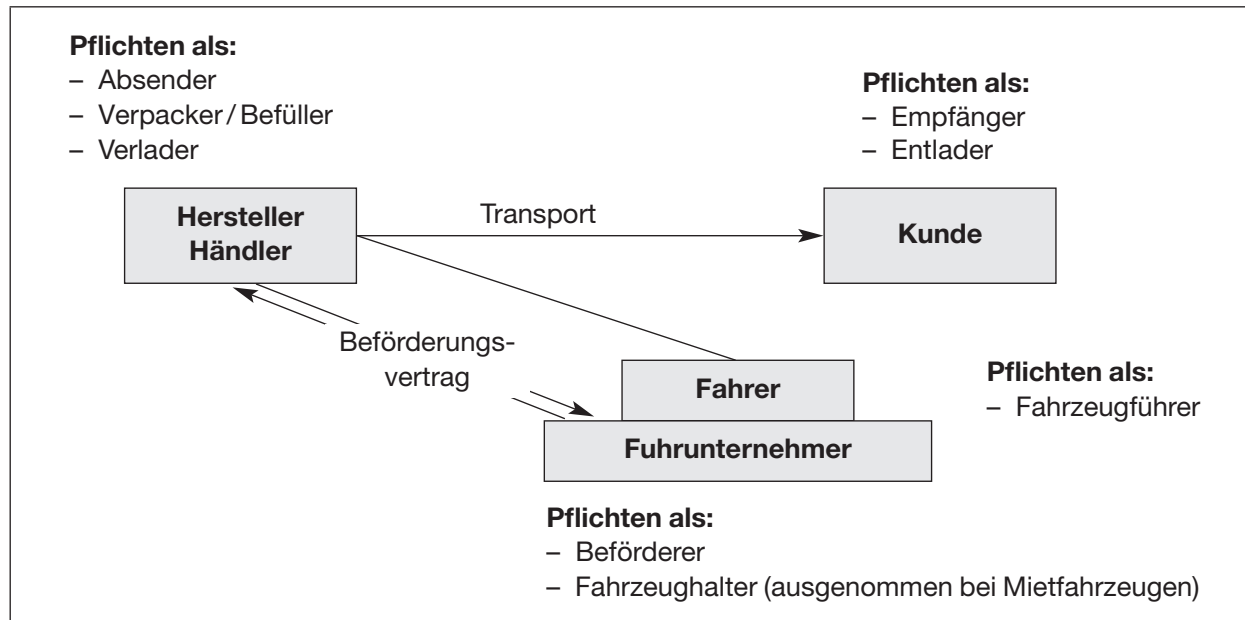 Pflichten als:
– Absender
– Verpacker / Befüller
– Verlader
Pflichten als:
– Empfänger
– Entlader
Hersteller
Händler
Transport
Kunde
Beförderungs-
vertrag
Fahrer
Fuhrunternehmer
Pflichten als:
– Fahrzeugführer
Pflichten als:
– Beförderer
– Fahrzeughalter (ausgenommen bei Mietfahrzeugen)